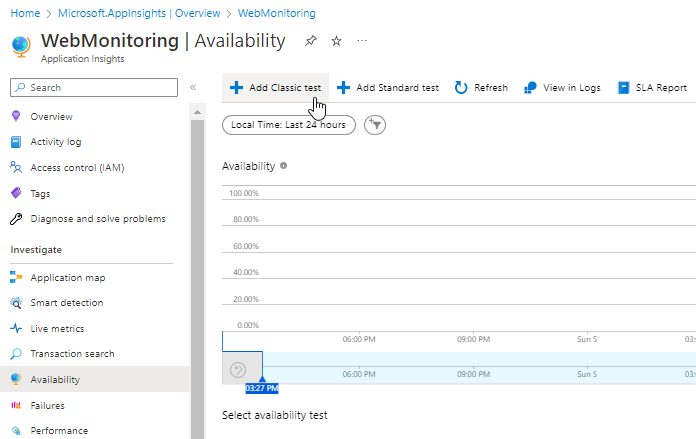 Home > Microsoft.AppInsights | Overview > WebMonitoring
WebMonitoring | Availability ...
Application Insights
Search «
Add Classic test Add Standard test Refresh View in Logs SLA Report
Local Time: Last 24 hours
Overview
Activity log
Access control (IAM)
Tags
Diagnose and solve problems
Investigate
Application map
Smart detection
Live metrics
Transaction search
Availability
Failures
Performance
Availability
100.00%
80.00%
60.00%
40.00%
20.00%
0.00%
06:00 PM 09:00 PM Sun 5 03:0
06:00 PM 09:00 PM Sun 5 03:0
03:27 PM
Select availability test